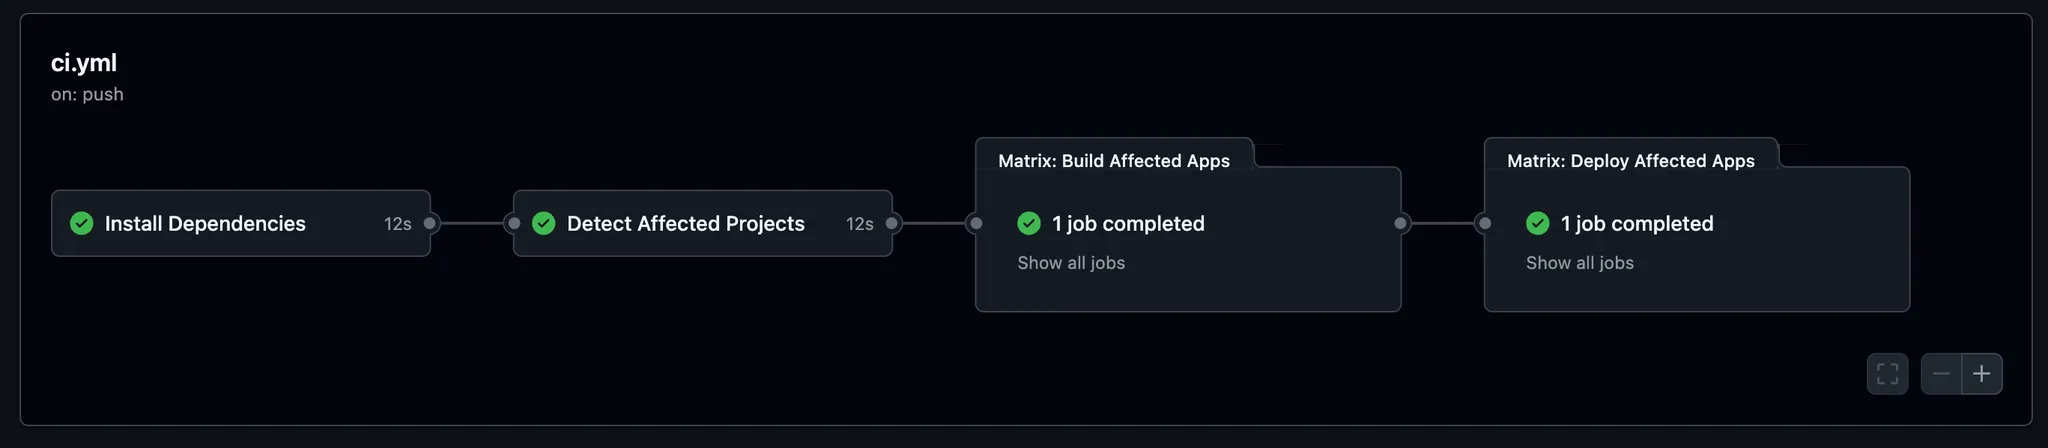 ci.yml
on: push
Install Dependencies 12s
Detect Affected Projects 12s
Matrix: Build Affected Apps
1 job completed
Show all jobs
Matrix: Deploy Affected Apps
1 job completed
Show all jobs